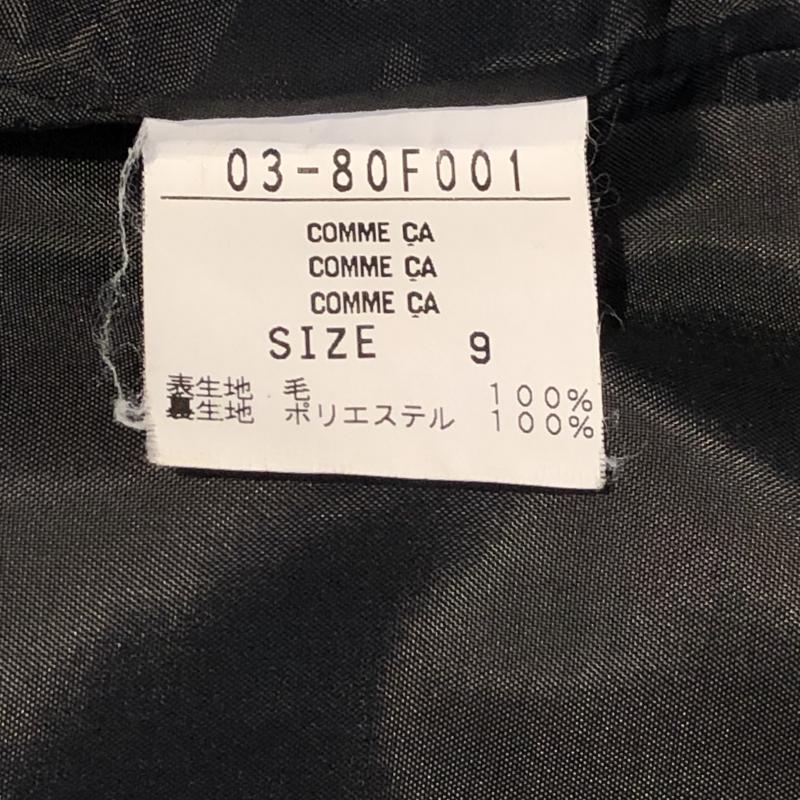 03-80F001
COMME ÇA
COMME ÇA
COMME ÇA
SIZE 9
表生地 毛 100%
裏生地 ポリエステル 100%